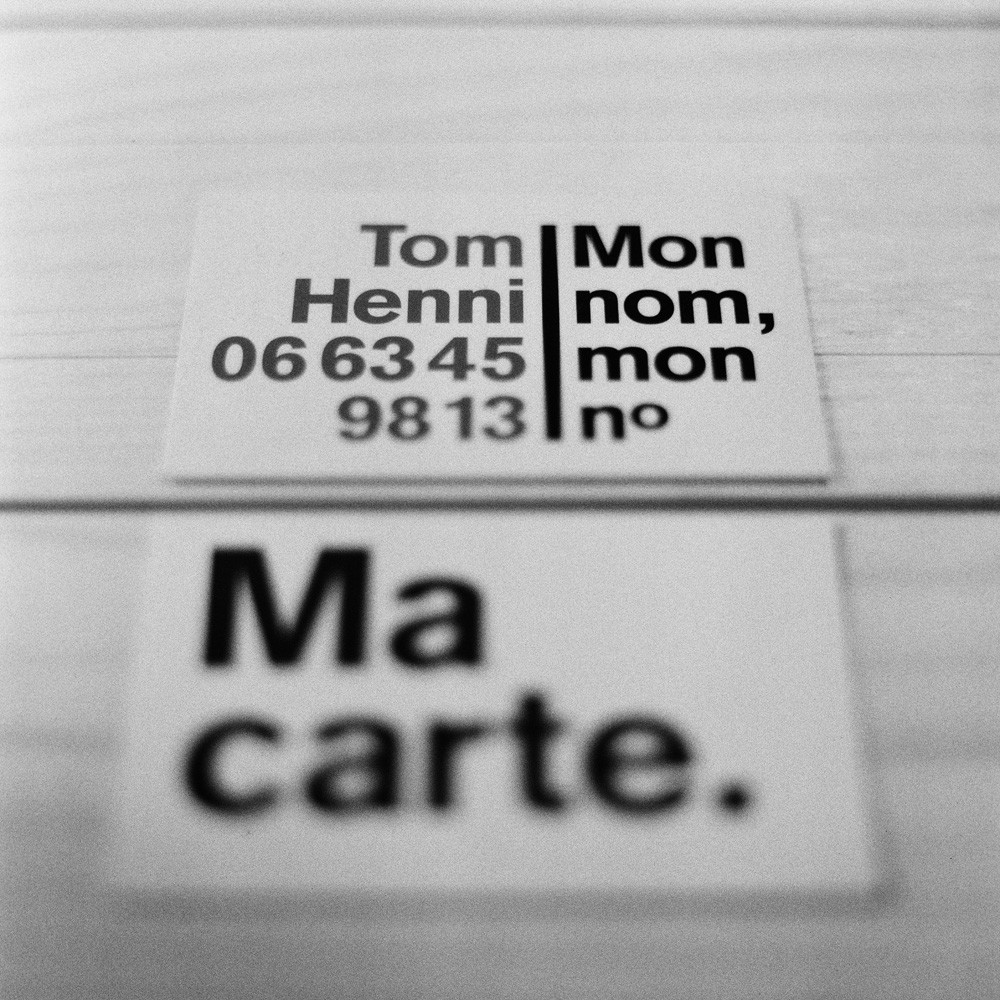 Tom
Henni
06 63 45
98 13
Mon
nom,
mon
nº
Ma
carte.